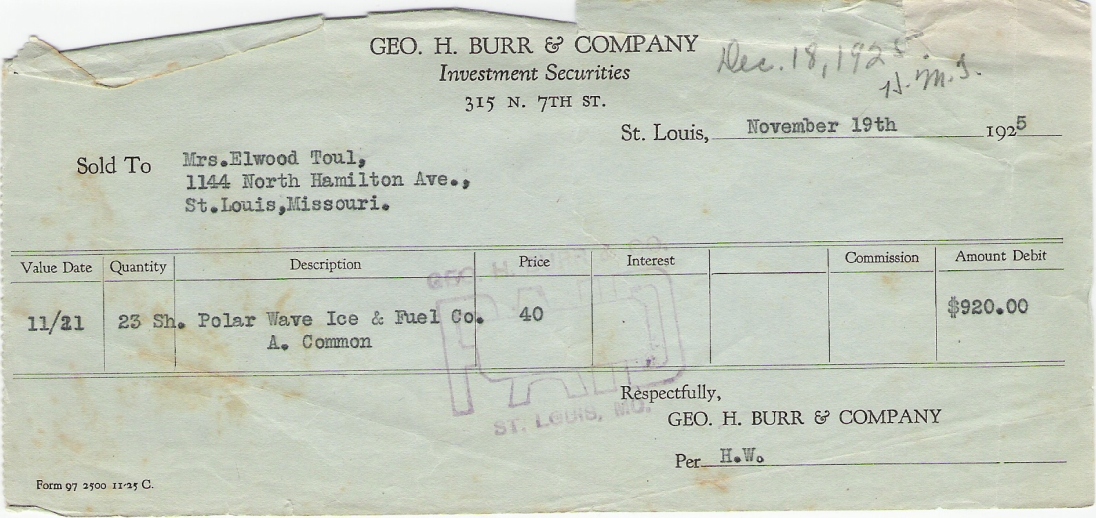 GEO. H. BURR & COMPANY
Dec. 18, 1925
H. M. J.
Investment Securities
315 N. 7TH ST.
St. Louis, November 19th 1925
Sold To Mrs.Elwood Toul,
1144 North Hamilton Ave.,
St.Louis,Missouri.
Value Date Quantity Description Price Interest Commission Amount Debit
11/21 23 Sh. Polar Wave Ice & Fuel Co. 40 $920.00
A. Common
GEO. H. BURR & CO.
PAID
ST. LOUIS, MO.
Respectfully,
GEO. H. BURR & COMPANY
Per H.W.
Form 97 2500 11-25 C.